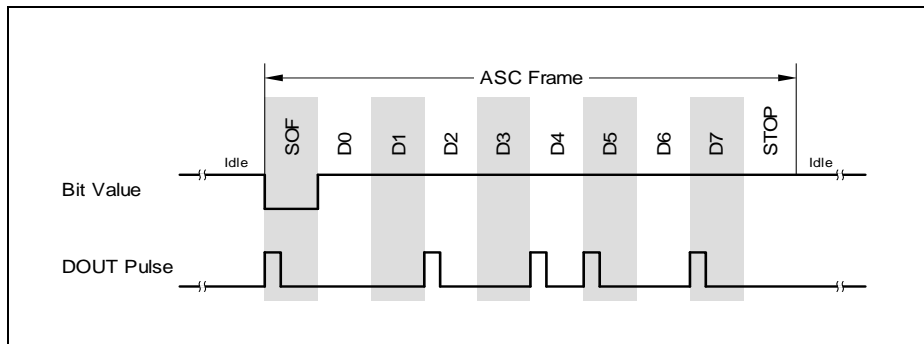 ASC Frame
SOF D0 D1 D2 D3 D4 D5 D6 D7 STOP
Idle Idle
Bit Value
DOUT Pulse